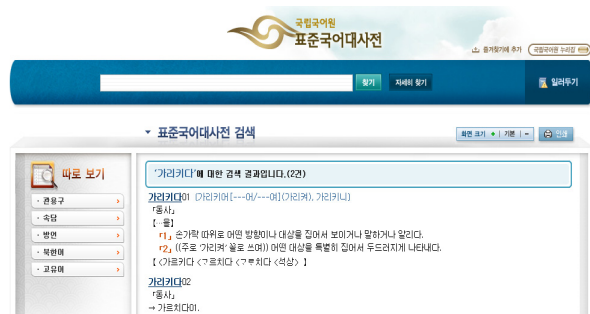 국립국어원
표준국어대사전
즐겨찾기에 추가
국립국어원 누리집
찾기
자세히 찾기
일러두기
표준국어대사전 검색
화면 크기 + | 기본 | -
인쇄
따로 보기
· 관용구
· 속담
· 방언
· 북한어
· 고유어
'가리키다'에 대한 검색 결과입니다.(2건)
가리키다01 [가리키어[---어/---여](가리켜), 가리키니]
「동사」
【…을】
「1」 손가락 따위로 어떤 방향이나 대상을 집어서 보이거나 말하거나 알리다.
「2」 ((주로 '가리켜' 꼴로 쓰여)) 어떤 대상을 특별히 집어서 두드러지게 나타내다.
【<가르키다<석상>】
가리키다02
「동사」
→ 가르치다01.